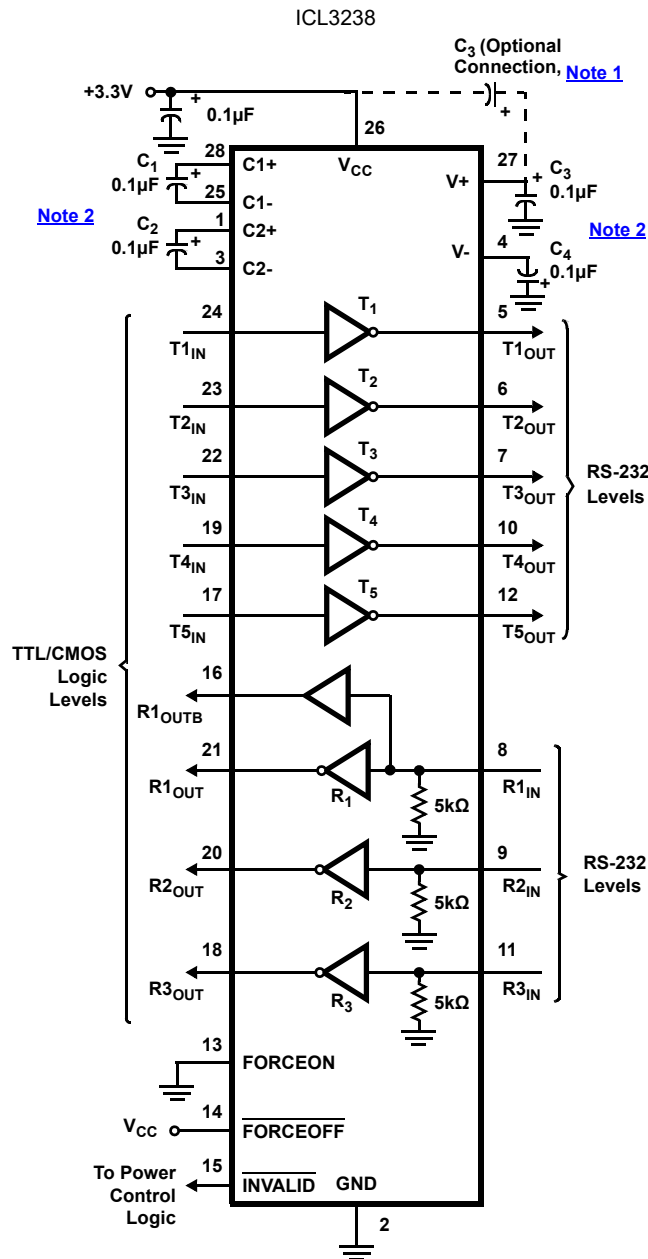 ICL3238
C3 (Optional
Connection, Note 1
+3.3V
+
0.1µF
+
26
28
C1+
VCC
27
V+
C1
0.1µF
+
25
C1-
+
C3
0.1µF
Note 2
1
C2+
C2
0.1µF
+
3
C2-
4
V-
C4
0.1µF
+
Note 2
24
T1IN
T1
5
T1OUT
23
T2IN
T2
6
T2OUT
22
T3IN
T3
7
T3OUT
RS-232
Levels
19
T4IN
T4
10
T4OUT
17
T5IN
T5
12
T5OUT
TTL/CMOS
Logic
Levels
16
R1OUTB
21
R1OUT
R1
8
R1IN
5kΩ
20
R2OUT
R2
9
R2IN
5kΩ
RS-232
Levels
18
R3OUT
R3
11
R3IN
5kΩ
13
FORCEON
14
VCC
FORCEOFF
15
To Power
Control
Logic
INVALID
GND
2